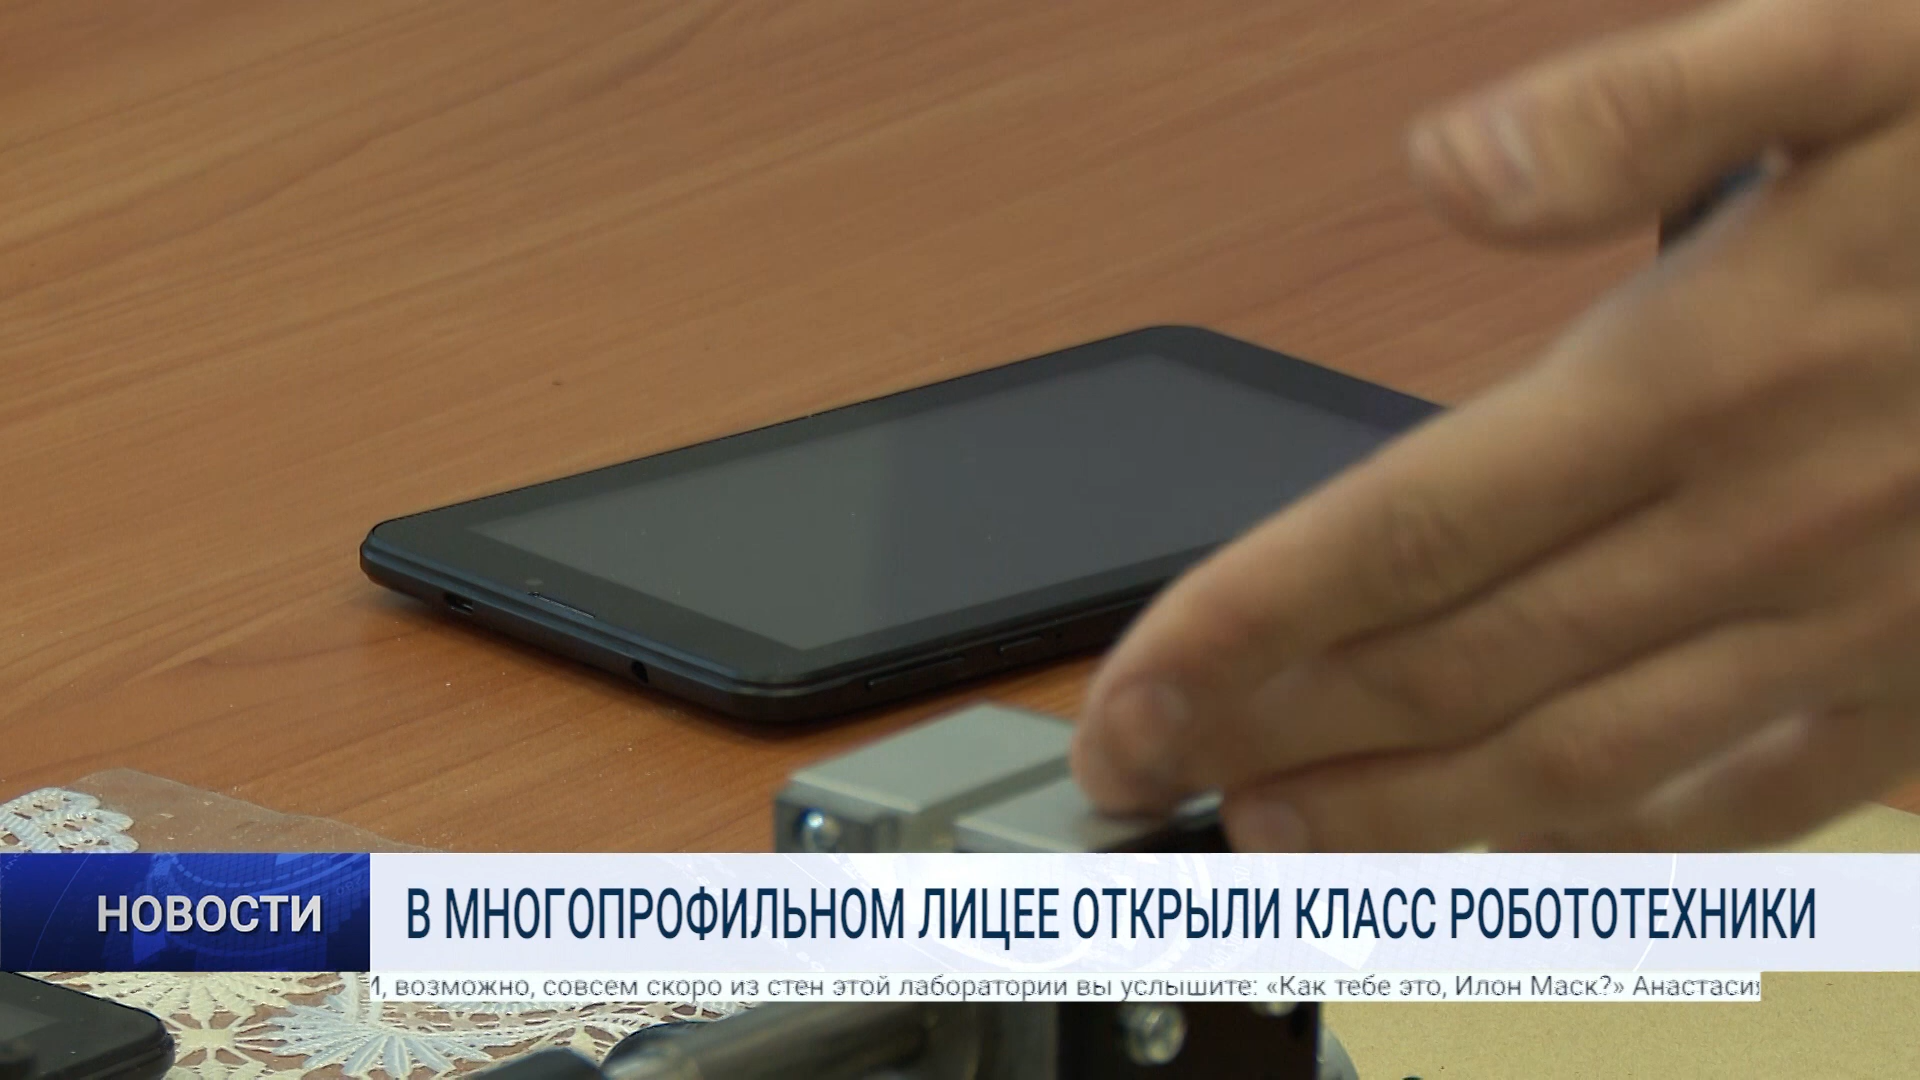 НОВОСТИ
В МНОГОПРОФИЛЬНОМ ЛИЦЕЕ ОТКРЫЛИ КЛАСС РОБОТОТЕХНИКИ
И, возможно, совсем скоро из стен этой лаборатории вы услышите: «Как тебе это, Илон Маск?» Анастаси